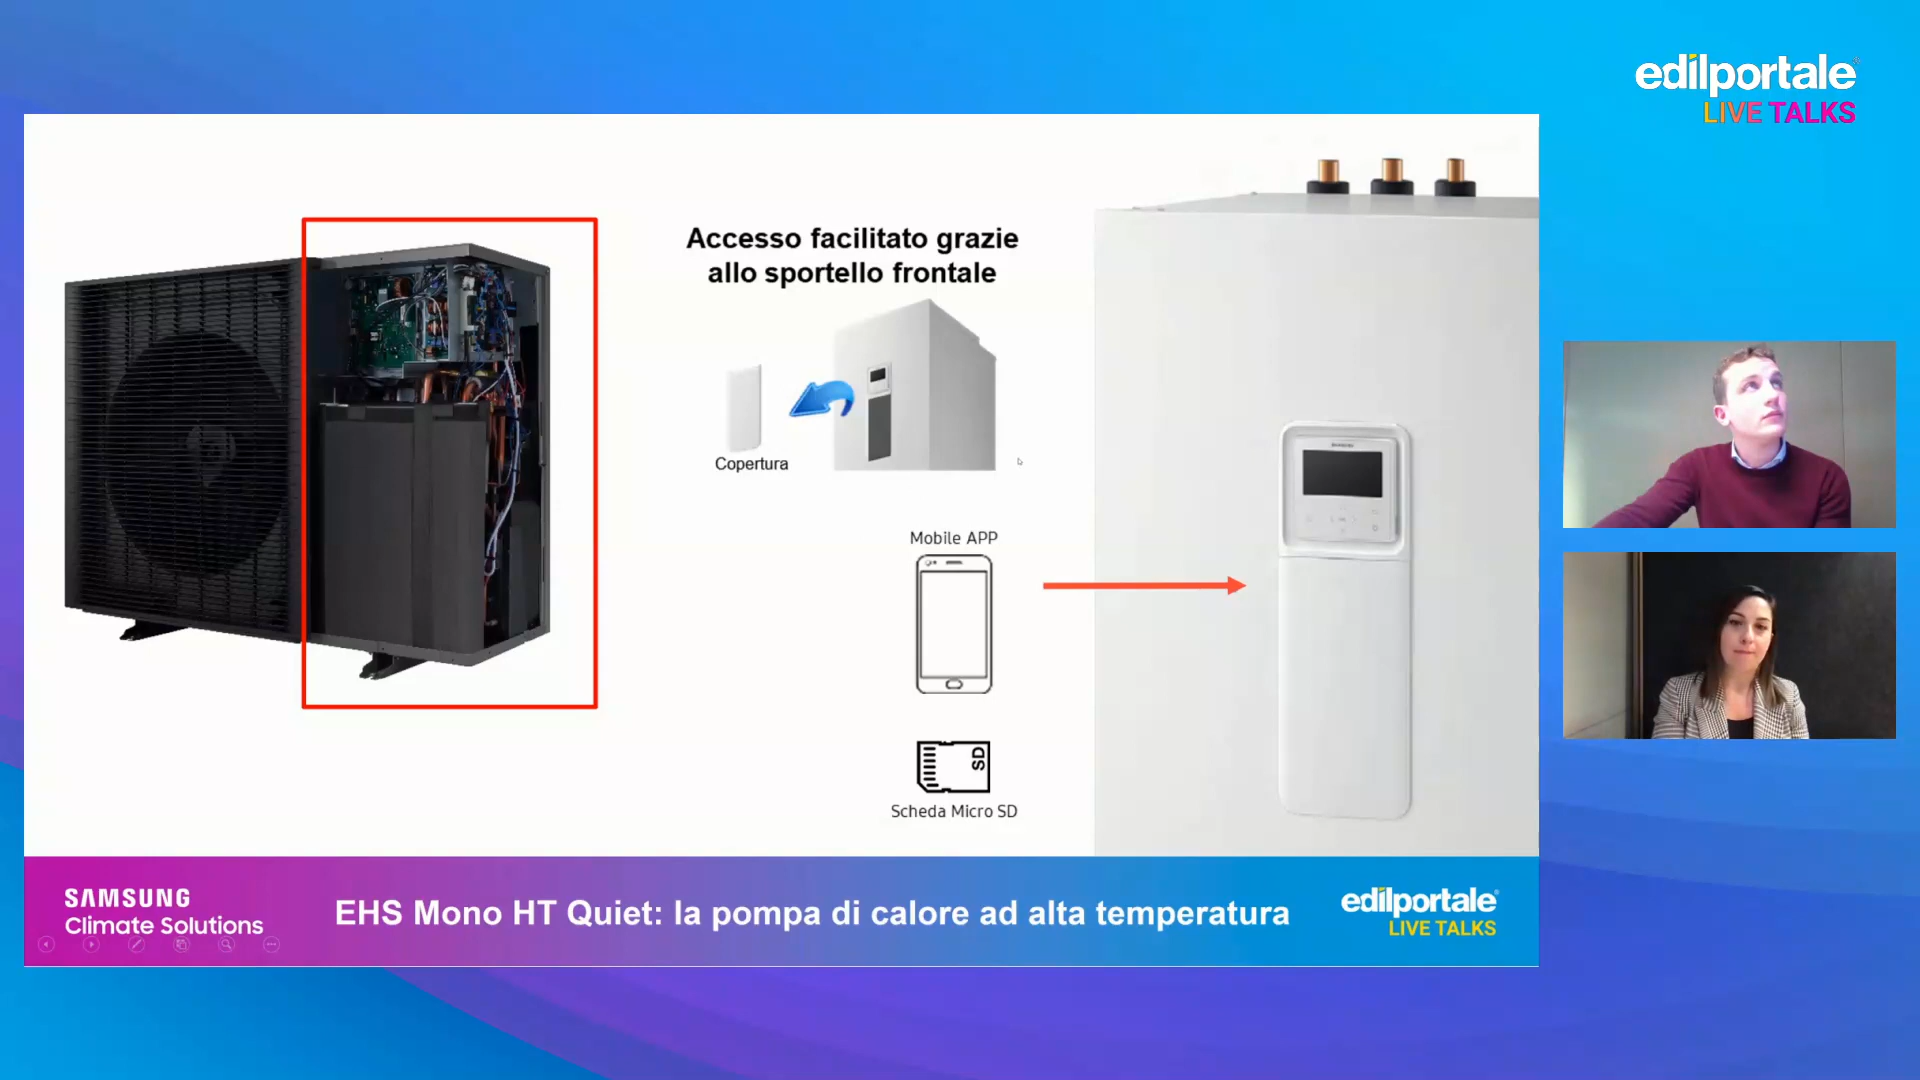 edilportale
LIVE TALKS
Accesso facilitato grazie
allo sportello frontale
Copertura
Mobile APP
SD
Scheda Micro SD
SAMSUNG
Climate Solutions
EHS Mono HT Quiet: la pompa di calore ad alta temperatura
edilportale
LIVE TALKS